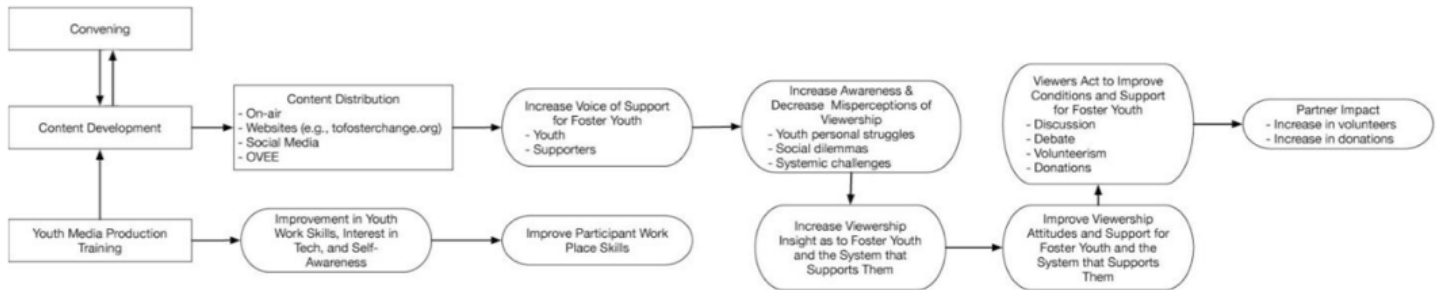 Convening
Content Development
Youth Media Production
Training
Content Distribution
- On-air
- Websites (e.g., tofosterchange.org)
- Social Media
- OVEE
Improvement in Youth
Work Skills, Interest in
Tech, and Self-
Awareness
Increase Voice of Support
for Foster Youth
- Youth
- Supporters
Improve Participant Work
Place Skills
Increase Awareness &
Decrease Misperceptions of
Viewership
- Youth personal struggles
- Social dilemmas
- Systemic challenges
Increase Viewership
Insight as to Foster Youth
and the System that
Supports Them
Improve Viewership
Attitudes and Support for
Foster Youth and the
System that Supports
Them
Viewers Act to Improve
Conditions and Support
for Foster Youth
- Discussion
- Debate
- Volunteerism
- Donations
Partner Impact
- Increase in volunteers
- Increase in donations